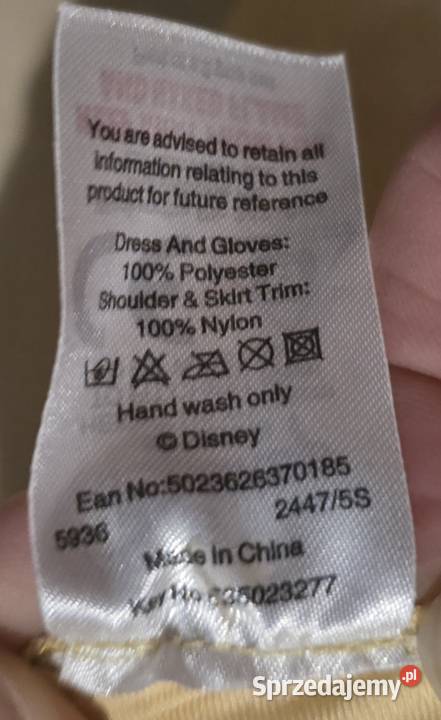 You are advised to retain all
information relating to this
product for future reference
Dress And Gloves:
100% Polyester
Shoulder & Skirt Trim:
100% Nylon
Hand wash only
© Disney
Ean No:5023626370185
2447/5S
5936
Made in China
Sprzedajemy.pl